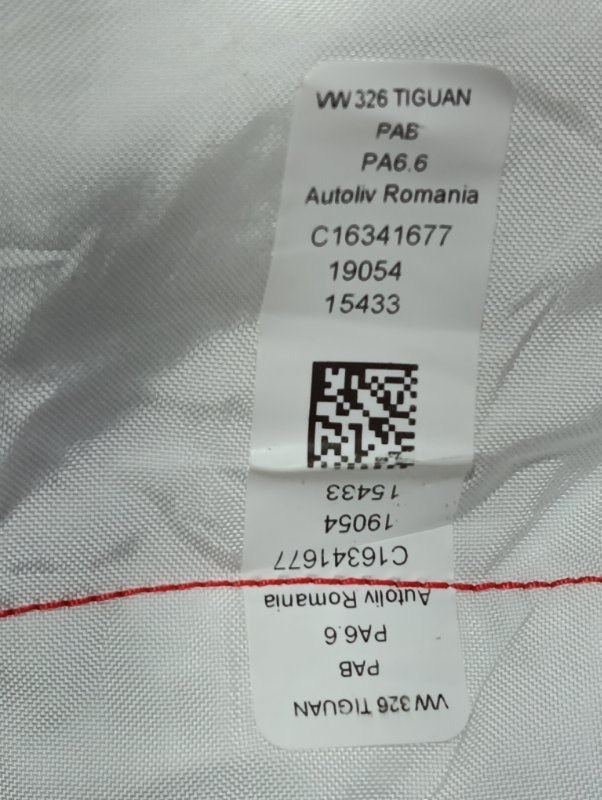 VW 326 TIGUAN
PAB
PA6.6
Autoliv Romania
C16341677
19054
15433
15433
19054
C16341677
Autoliv Romania
PA6.6
PAB
VW 326 TIGUAN